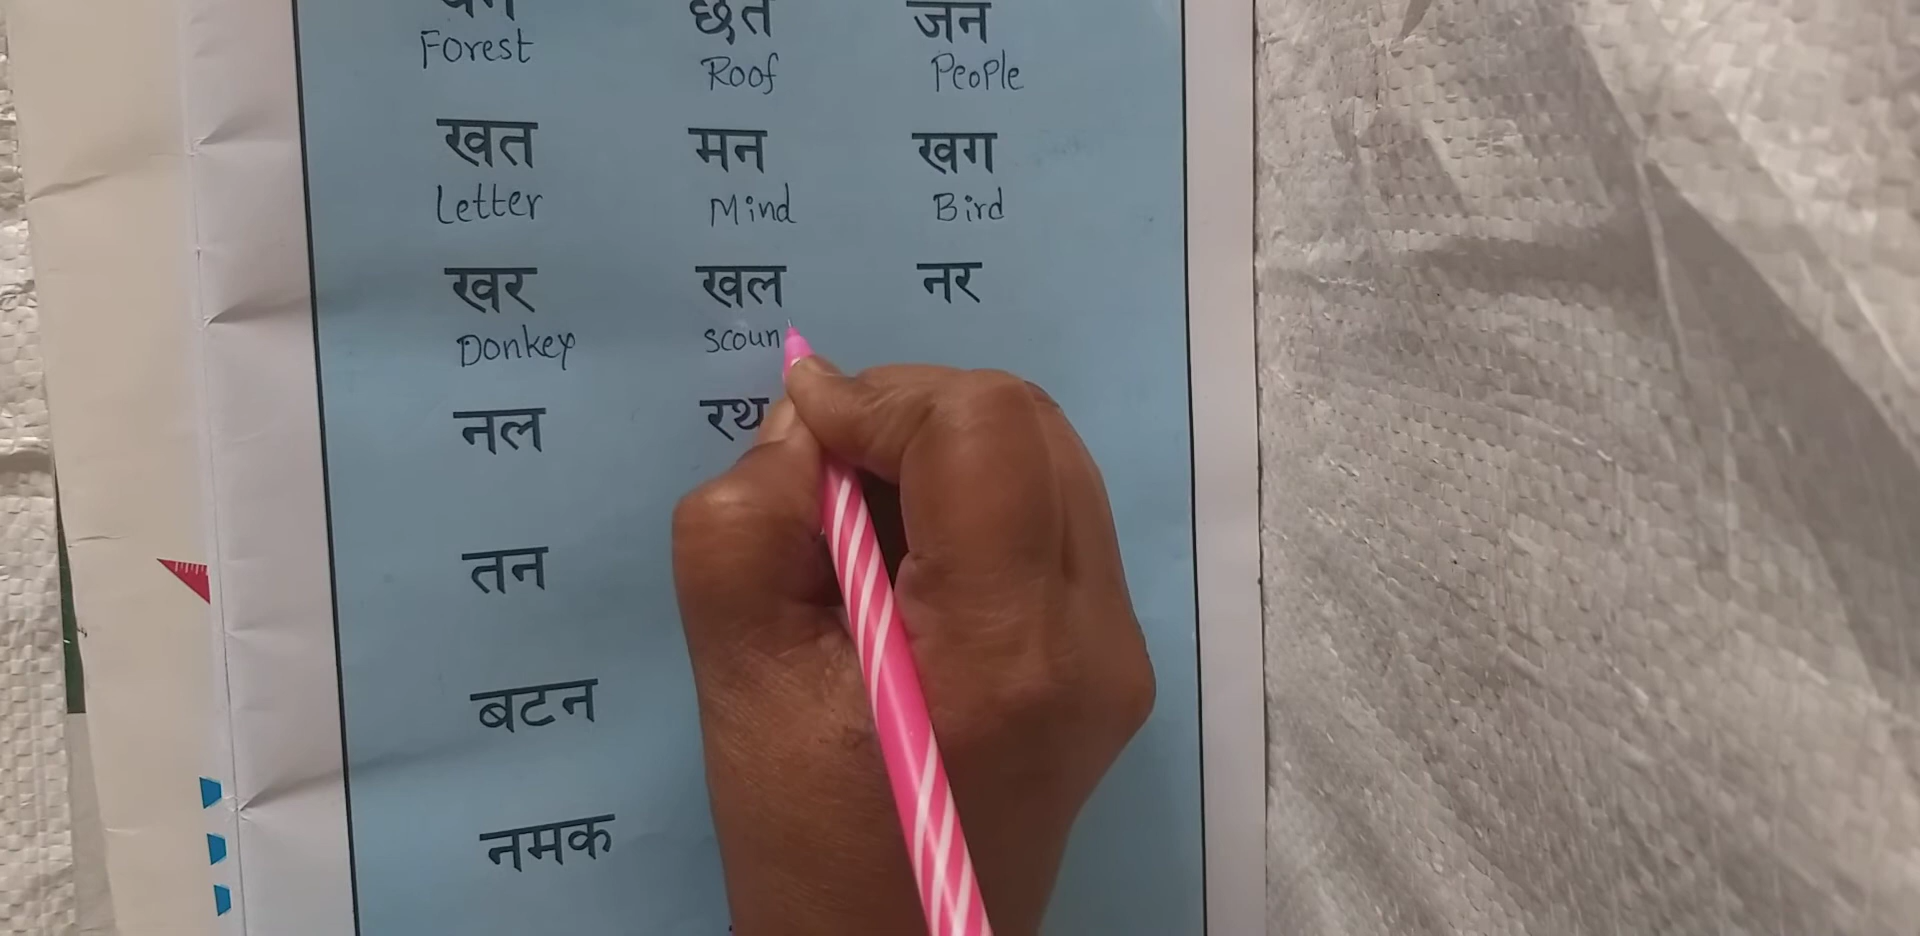 छत जन
Forest Roof People
खत मन खग
Letter Mind Bird
खर खल नर
Donkey scoun
नल रथ
तन
बटन
नमक